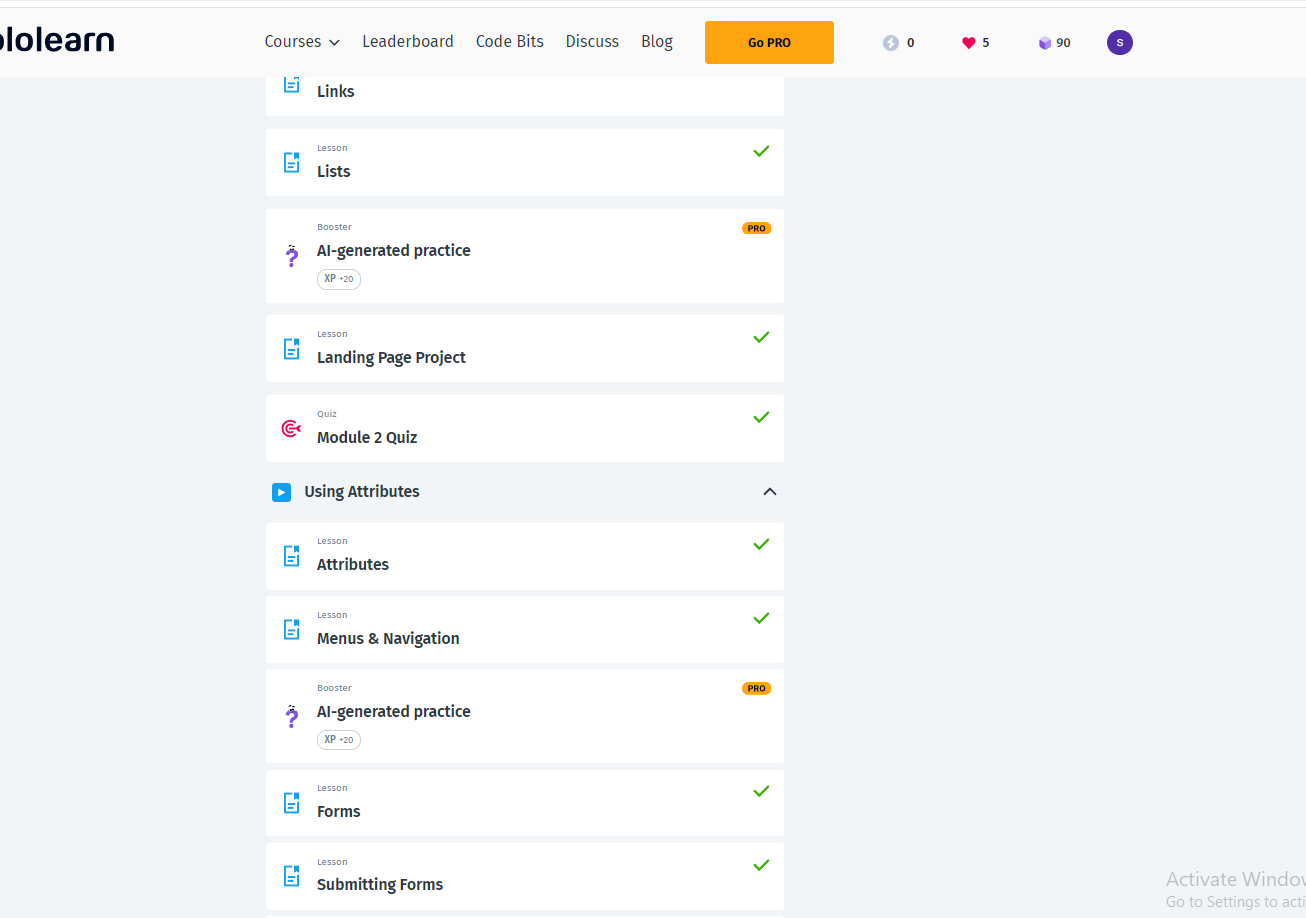 ololearn
Courses Leaderboard Code Bits Discuss Blog Go PRO 0 5 90 S
Links
Lesson
Lists
Booster PRO
AI-generated practice
XP +20
Lesson
Landing Page Project
Quiz
Module 2 Quiz
Using Attributes
Lesson
Attributes
Lesson
Menus & Navigation
Booster PRO
AI-generated practice
XP +20
Lesson
Forms
Lesson
Submitting Forms
Activate Window
Go to Settings to acti